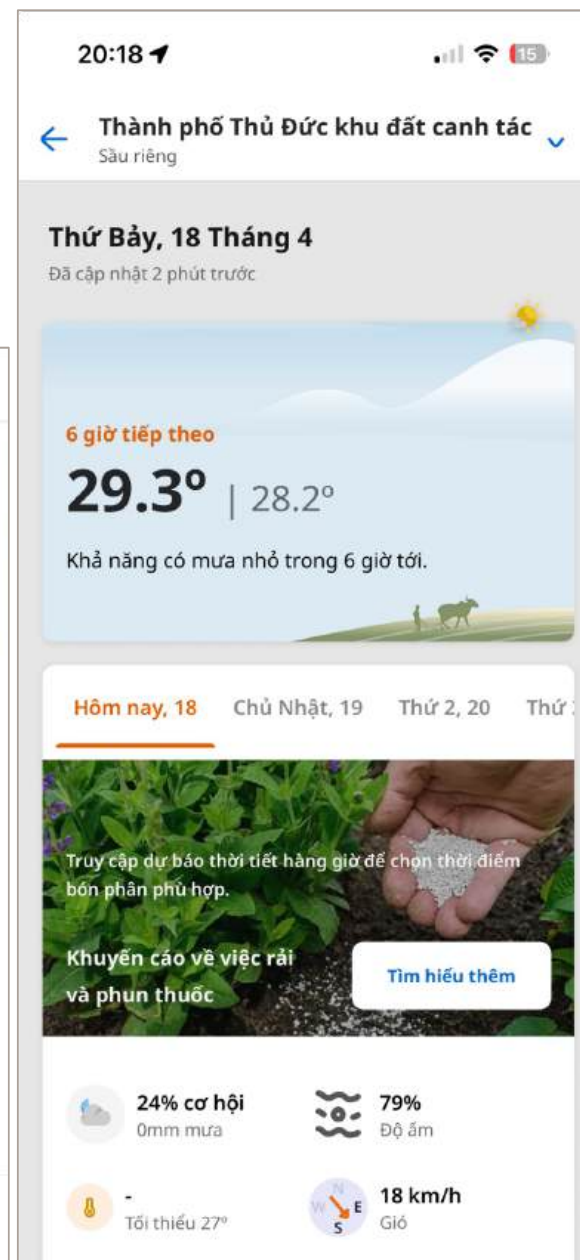 20:18
15
Thành phố Thủ Đức khu đất canh tác
Sầu riêng
Thứ Bảy, 18 Tháng 4
Đã cập nhật 2 phút trước
6 giờ tiếp theo
29.3º | 28.2º
Khả năng có mưa nhỏ trong 6 giờ tới.
Hôm nay, 18 Chủ Nhật, 19 Thứ 2, 20 Thứ
Truy cập dự báo thời tiết hàng giờ để chọn thời điểm
bón phân phù hợp.
Khuyến cáo về việc rải
và phun thuốc
Tìm hiểu thêm
24% cơ hội
0mm mưa
79%
Độ ẩm
-
Tối thiểu 27º
N
W E
S
18 km/h
Gió